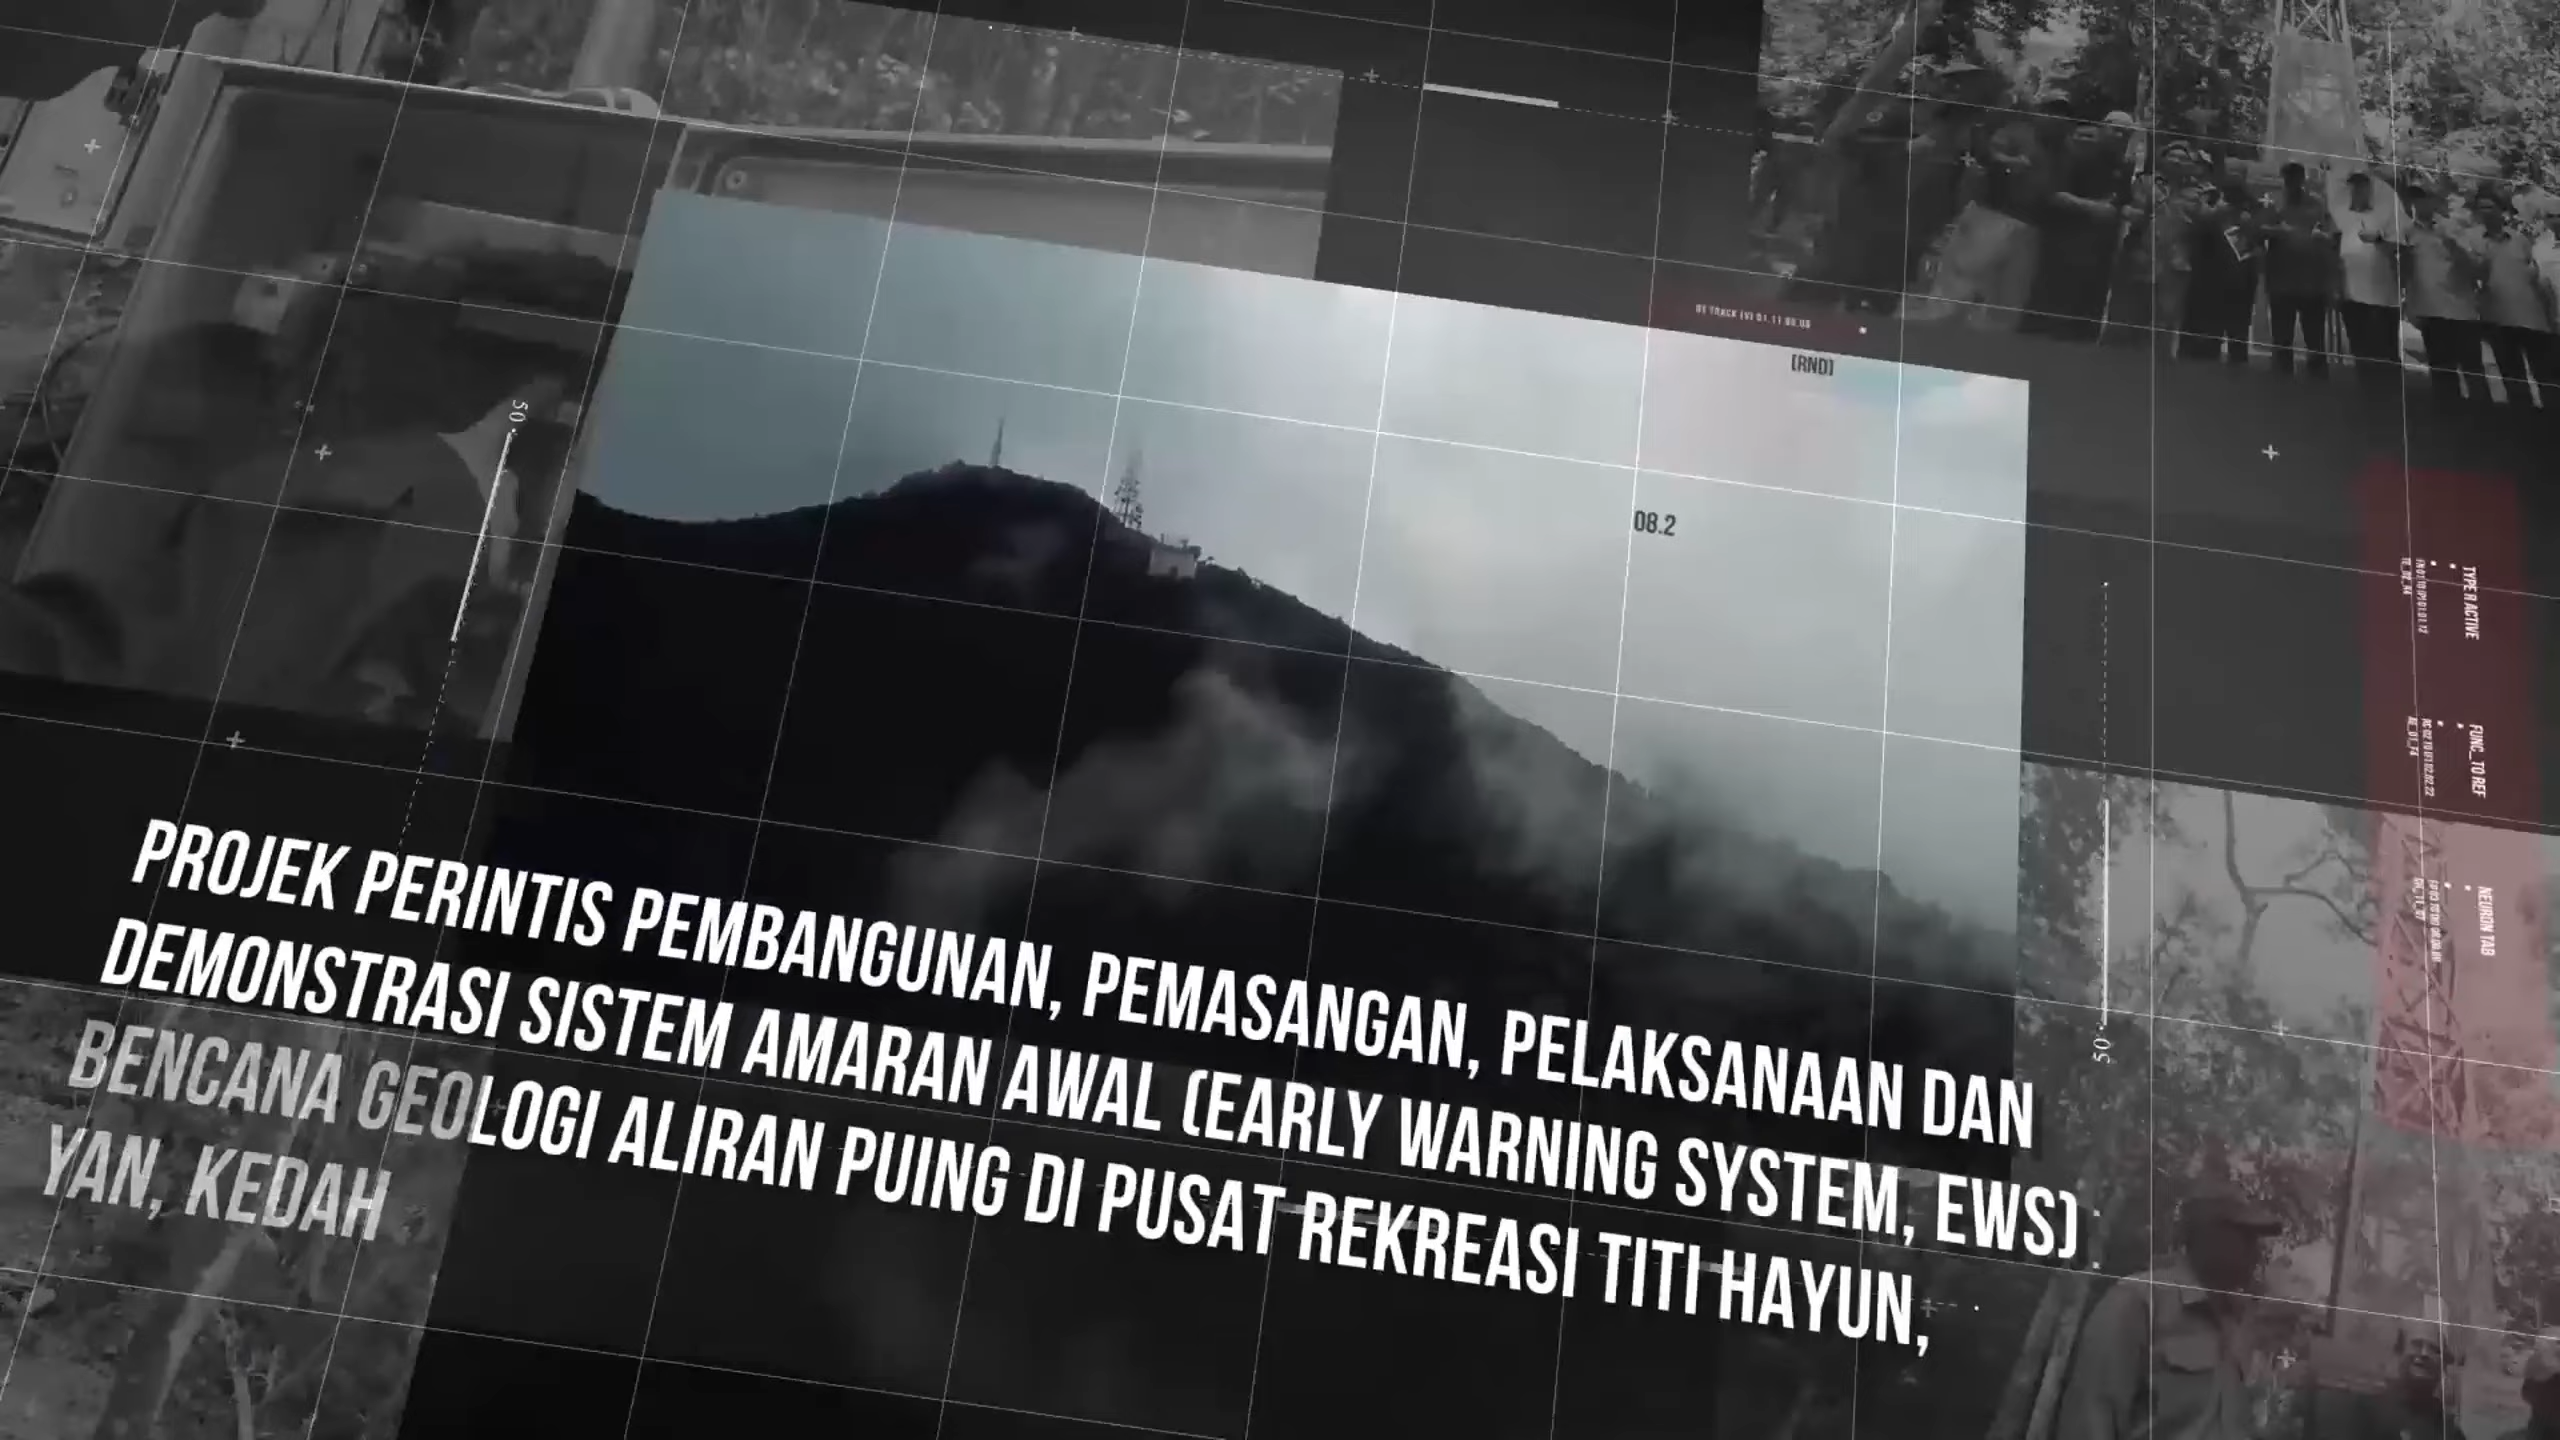 [RND]
08.2
50
TYPE R ACTIVE
FUNC_TO REF
NEURON TAB
50
PROJEK PERINTIS PEMBANGUNAN, PEMASANGAN, PELAKSANAAN DAN
DEMONSTRASI SISTEM AMARAN AWAL (EARLY WARNING SYSTEM, EWS)
BENCANA GEOLOGI ALIRAN PUING DI PUSAT REKREASI TITI HAYUN,
YAN, KEDAH